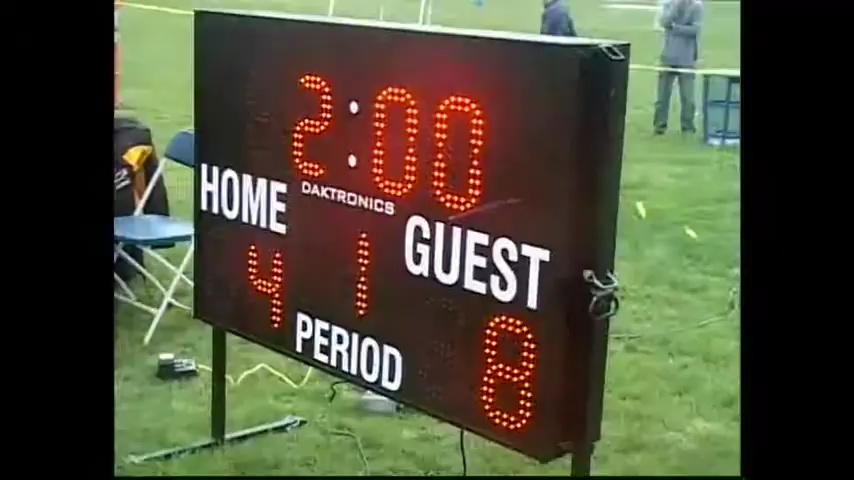 2:00
DAKTRONICS
HOME
GUEST
4
1
8
PERIOD